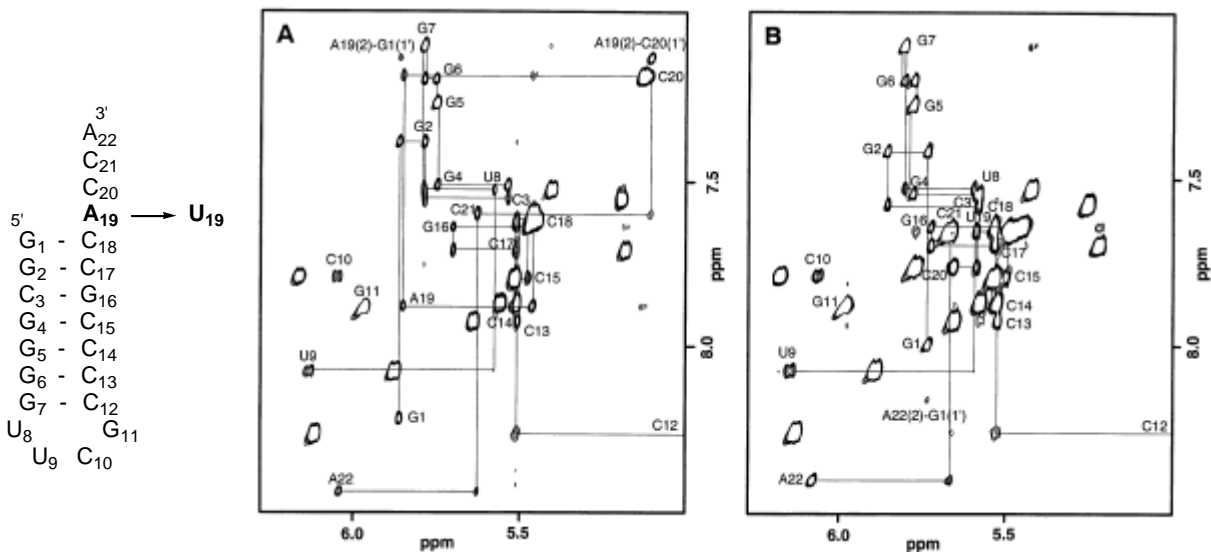 3'
A22
C21
C20
A19 → U19
5'
G1 - C18
G2 - C17
C3 - G16
G4 - C15
G5 - C14
G6 - C13
G7 - C12
U8 G11
U9 C10
A
G7
A19(2)-G1(1')
A19(2)-C20(1')
G6
C20
G5
G2
G4
U8
C3
C21
C18
G16
C17
C10
C15
G11
A19
C14
C13
U9
G1
C12
A22
7.5
8.0
ppm
6.0
5.5
ppm
B
G7
G6
G5
G2
G4
U8
C3
C18
G16
C21
U19
C17
C10
C20
C15
G11
C14
C13
G1
U9
A22(2)-G1(1')
C12
A22
7.5
8.0
ppm
6.0
5.5
ppm